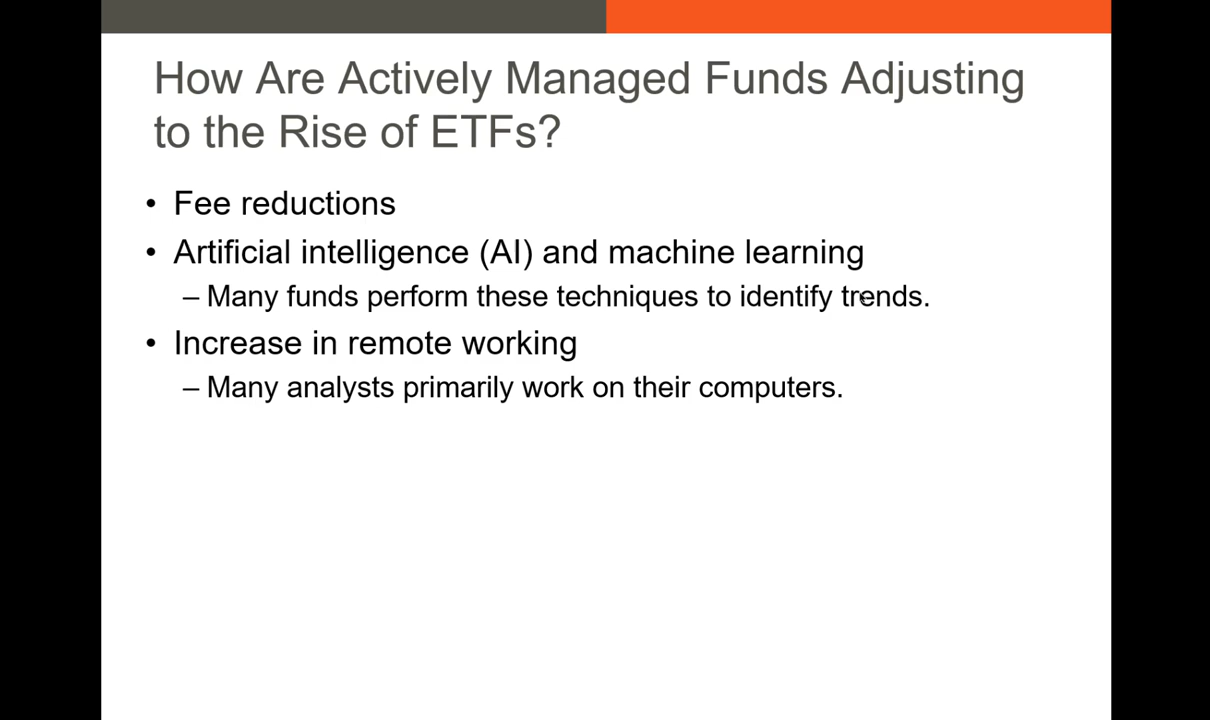 How Are Actively Managed Funds Adjusting
to the Rise of ETFs?
• Fee reductions
• Artificial intelligence (AI) and machine learning
– Many funds perform these techniques to identify trends.
• Increase in remote working
– Many analysts primarily work on their computers.